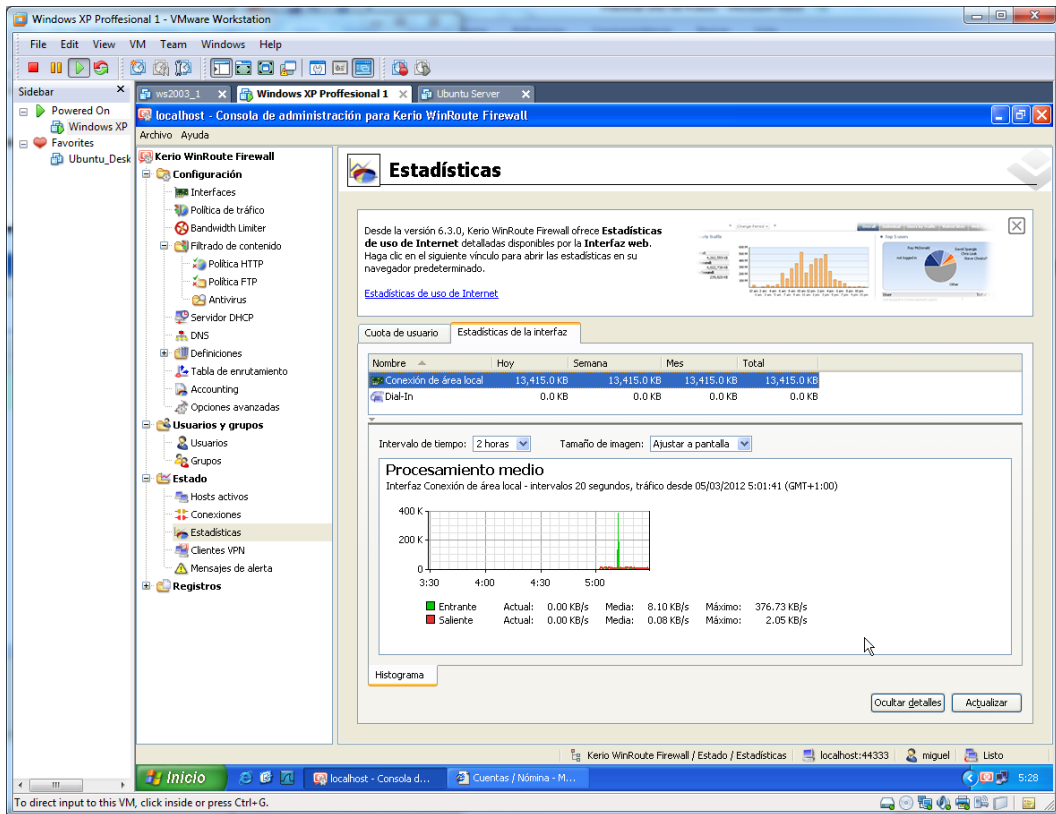 Windows XP Proffesional 1 - VMware Workstation
File Edit View VM Team Windows Help
Sidebar x
ws2003_1 x Windows XP Proffesional 1 x Ubuntu Server x
Powered On
Windows XP
Favorites
Ubuntu_Desk
localhost - Consola de administración para Kerio WinRoute Firewall
Archivo Ayuda
Kerio WinRoute Firewall
Configuración
Interfaces
Política de tráfico
Bandwidth Limiter
Filtrado de contenido
Política HTTP
Política FTP
Antivirus
Servidor DHCP
DNS
Definiciones
Tabla de enrutamiento
Accounting
Opciones avanzadas
Usuarios y grupos
Usuarios
Grupos
Estado
Hosts activos
Conexiones
Estadísticas
Clientes VPN
Mensajes de alerta
Registros
Estadísticas
Desde la versión 6.3.0, Kerio WinRoute Firewall ofrece Estadísticas
de uso de Internet detalladas disponibles por la Interfaz web.
Haga clic en el siguiente vínculo para abrir las estadísticas en su
navegador predeterminado.
Estadísticas de uso de Internet
Cuota de usuario Estadísticas de la interfaz
Nombre Hoy Semana Mes Total
Conexión de área local 13,415.0 KB 13,415.0 KB 13,415.0 KB 13,415.0 KB
Dial-In 0.0 KB 0.0 KB 0.0 KB 0.0 KB
Intervalo de tiempo: 2 horas Tamaño de imagen: Ajustar a pantalla
Procesamiento medio
Interfaz Conexión de área local - intervalos 20 segundos, tráfico desde 05/03/2012 5:01:41 (GMT+1:00)
400 K
200 K
0
3:30 4:00 4:30 5:00
Entrante Actual: 0.00 KB/s Media: 8.10 KB/s Máximo: 376.73 KB/s
Saliente Actual: 0.00 KB/s Media: 0.08 KB/s Máximo: 2.05 KB/s
Histograma
Ocultar detalles Actualizar
Kerio WinRoute Firewall / Estado / Estadísticas localhost:44333 miguel Listo
Inicio localhost - Consola d... Cuentas / Nómina - M... 5:28
To direct input to this VM, click inside or press Ctrl+G.